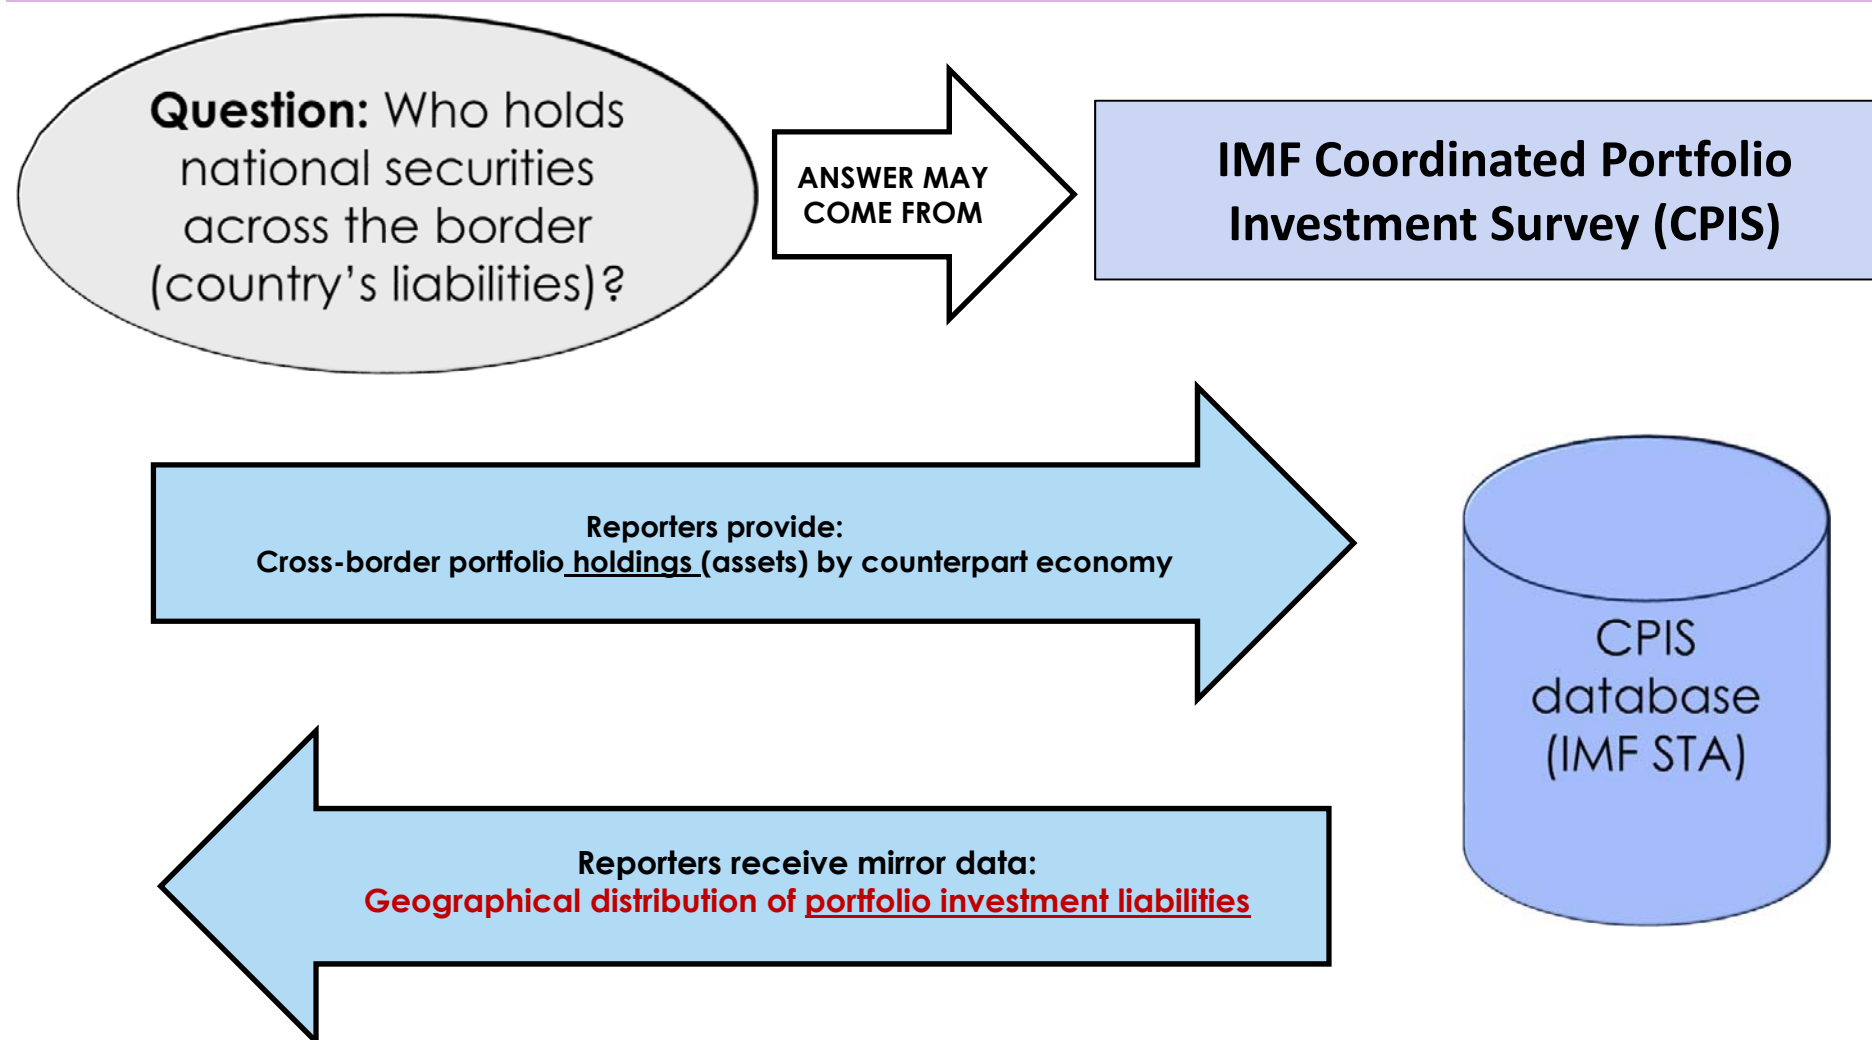 Question: Who holds
national securities
across the border
(country’s liabilities)?
ANSWER MAY
COME FROM
IMF Coordinated Portfolio
Investment Survey (CPIS)
Reporters provide:
Cross-border portfolio holdings (assets) by counterpart economy
CPIS
database
(IMF STA)
Reporters receive mirror data:
Geographical distribution of portfolio investment liabilities